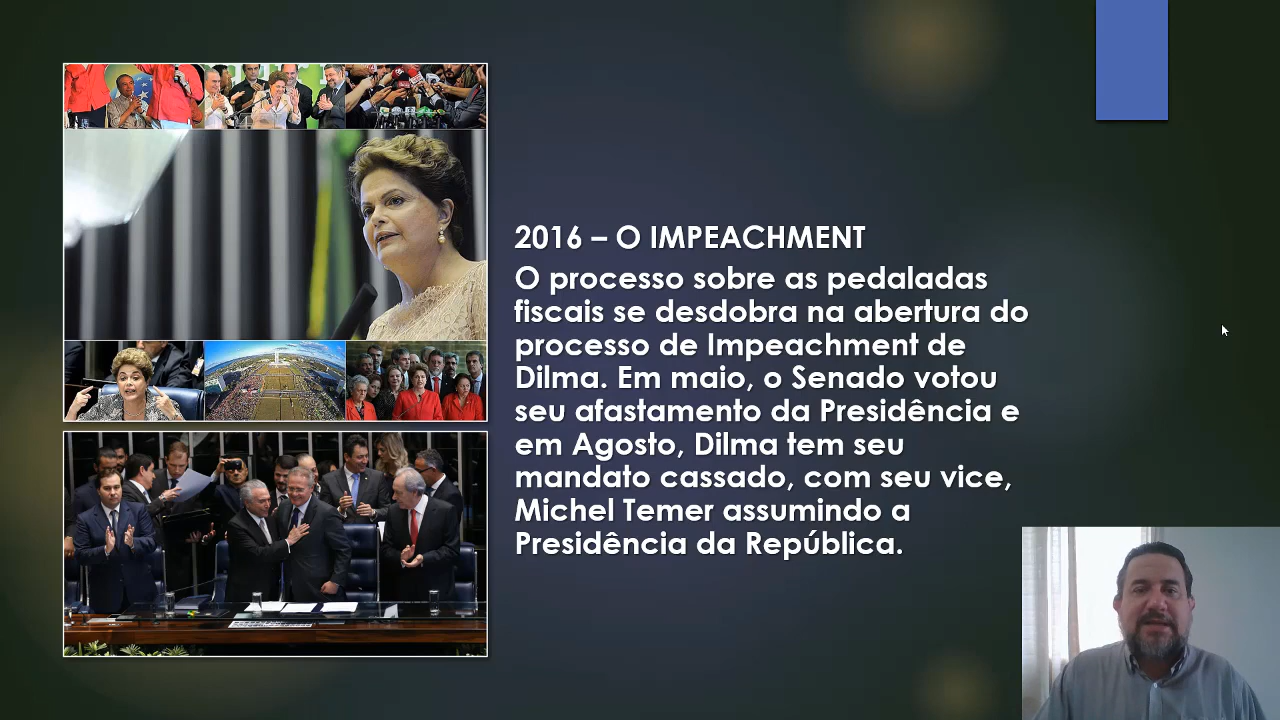 2016 – O IMPEACHMENT
O processo sobre as pedaladas
fiscais se desdobra na abertura do
processo de Impeachment de
Dilma. Em maio, o Senado votou
seu afastamento da Presidência e
em Agosto, Dilma tem seu
mandato cassado, com seu vice,
Michel Temer assumindo a
Presidência da República.